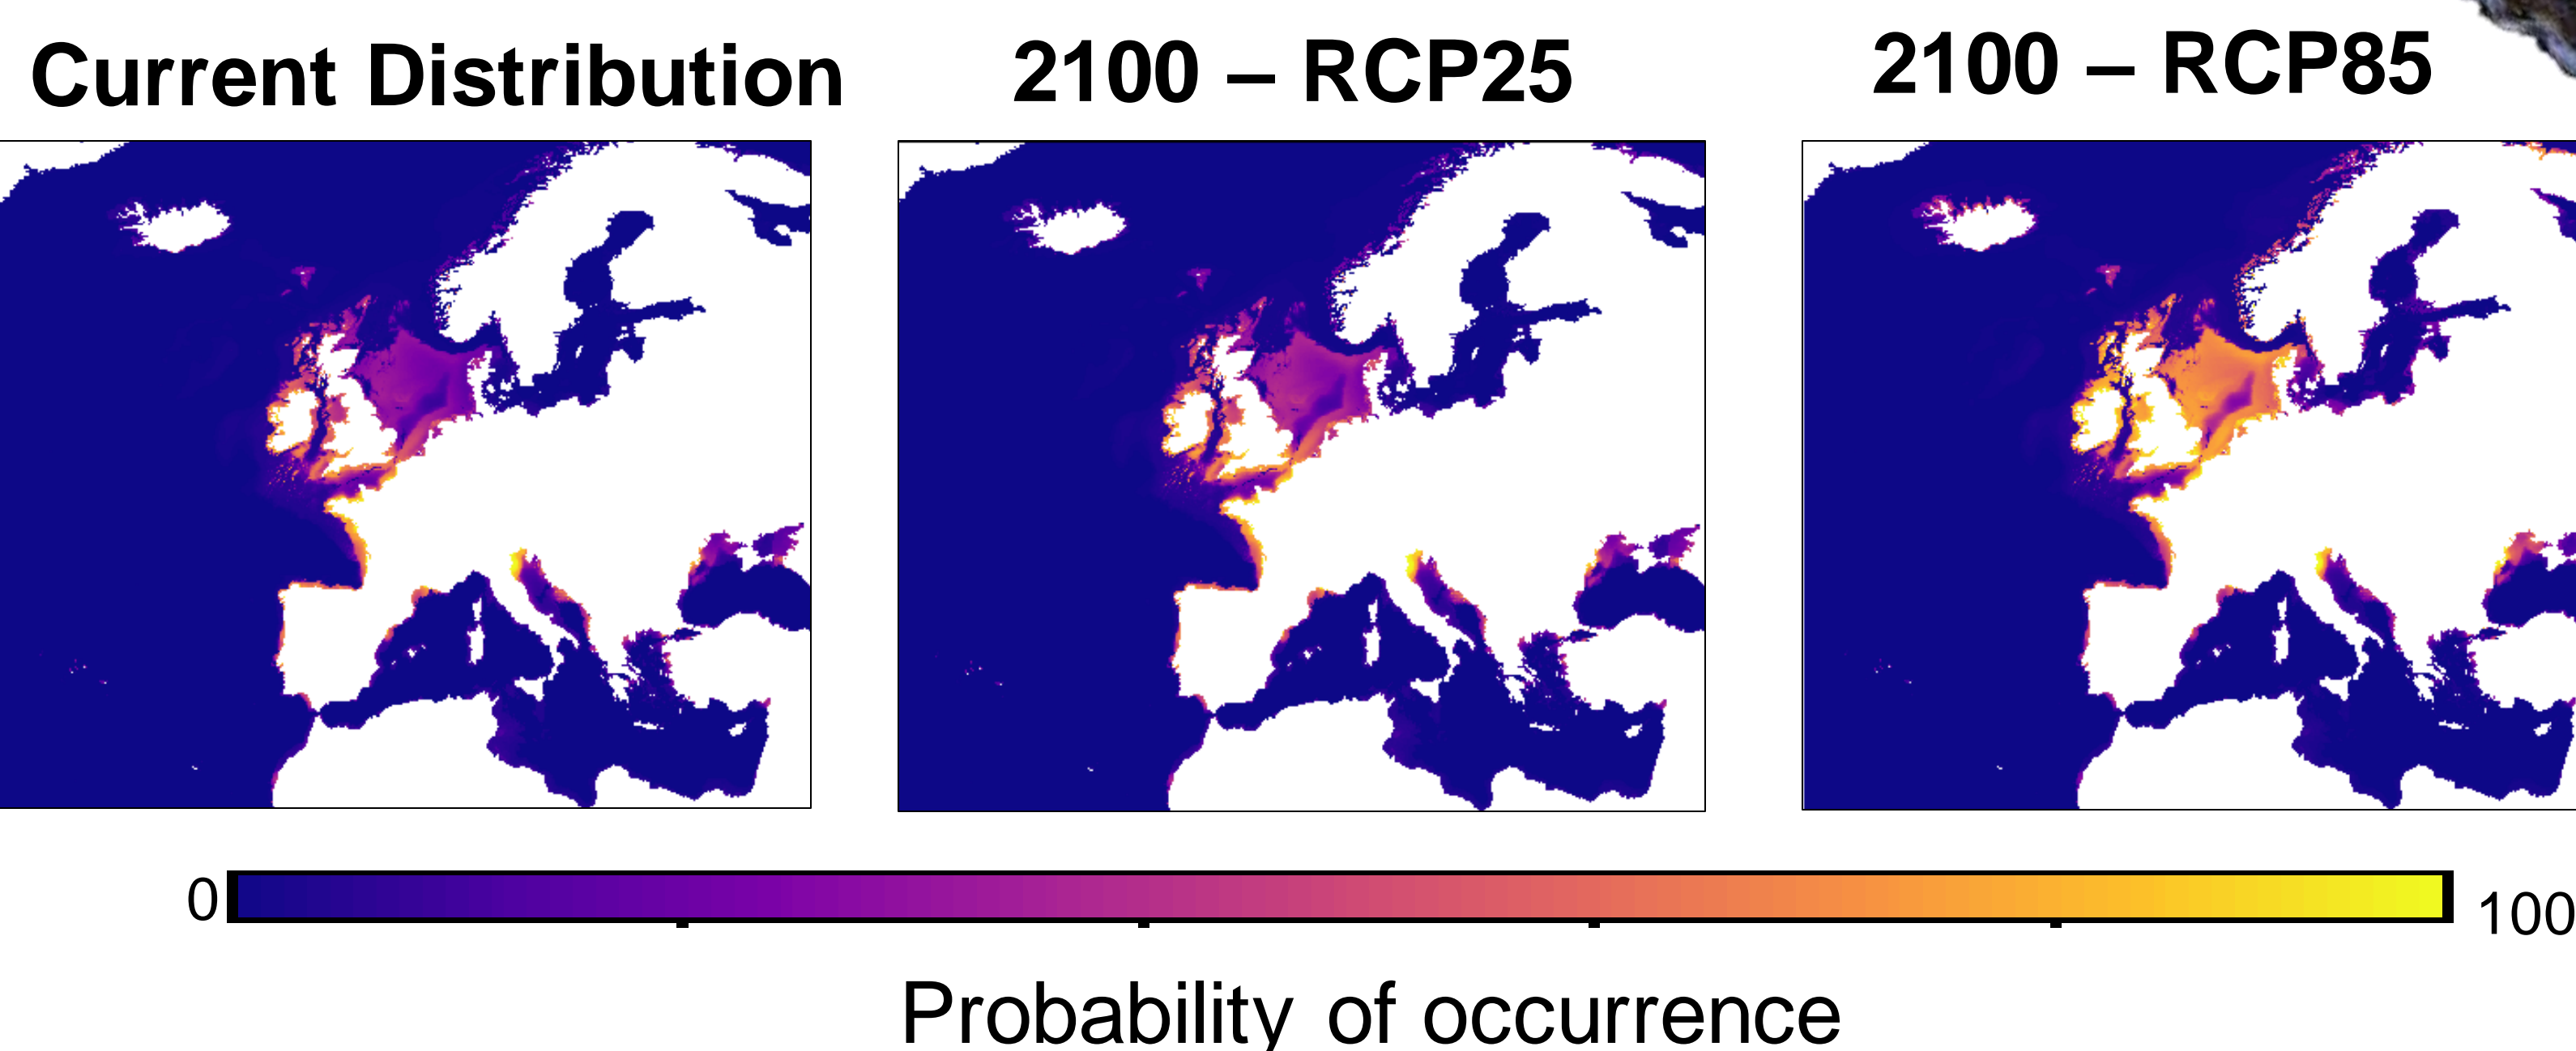 Current Distribution
2100 – RCP25
2100 – RCP85
0
100
Probability of occurrence